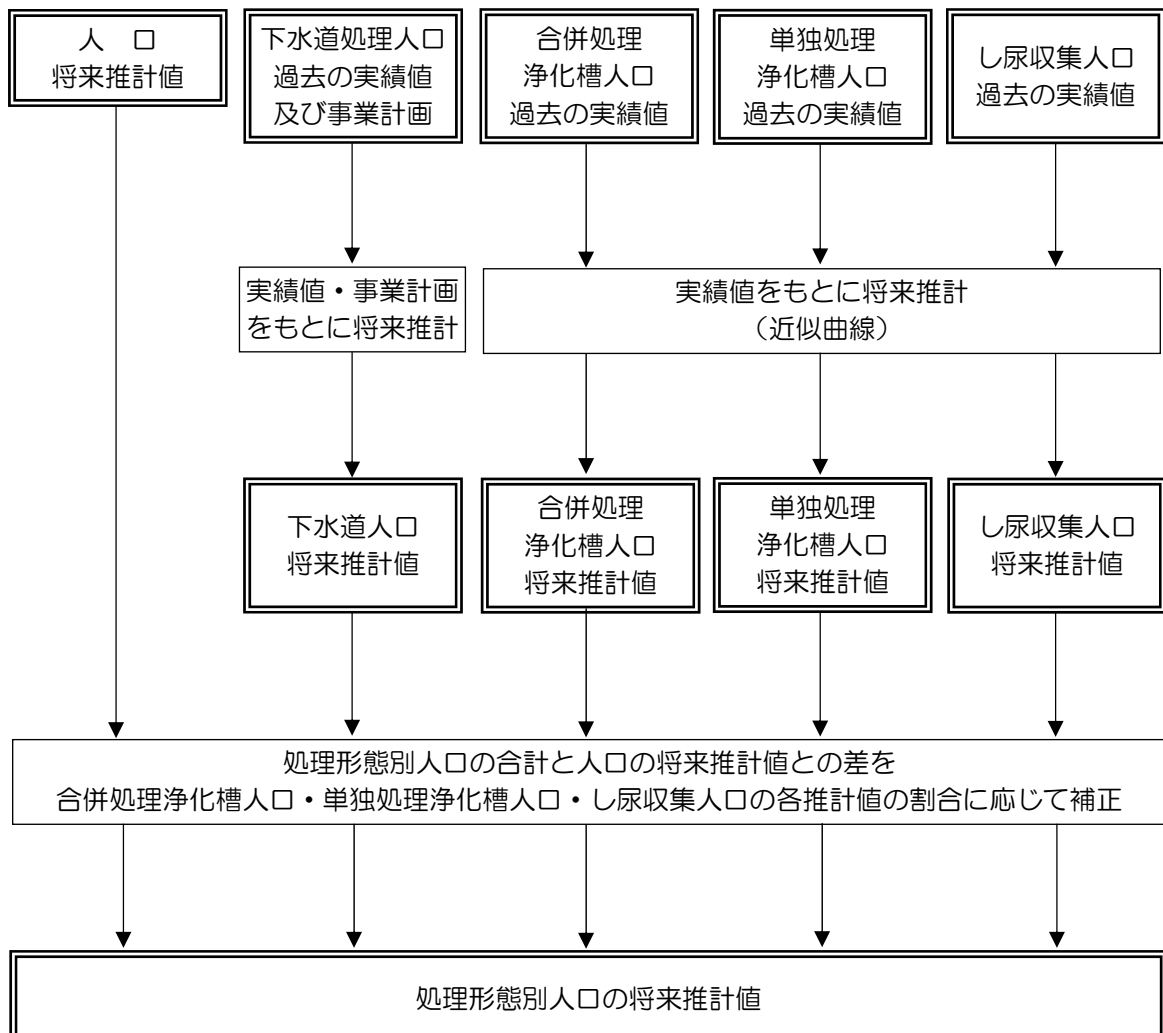 人　口
将来推計値
下水道処理人口
過去の実績値
及び事業計画
合併処理
浄化槽人口
過去の実績値
単独処理
浄化槽人口
過去の実績値
し尿収集人口
過去の実績値
実績値・事業計画
をもとに将来推計
実績値をもとに将来推計
（近似曲線）
下水道人口
将来推計値
合併処理
浄化槽人口
将来推計値
単独処理
浄化槽人口
将来推計値
し尿収集人口
将来推計値
処理形態別人口の合計と人口の将来推計値との差を
合併処理浄化槽人口・単独処理浄化槽人口・し尿収集人口の各推計値の割合に応じて補正
処理形態別人口の将来推計値